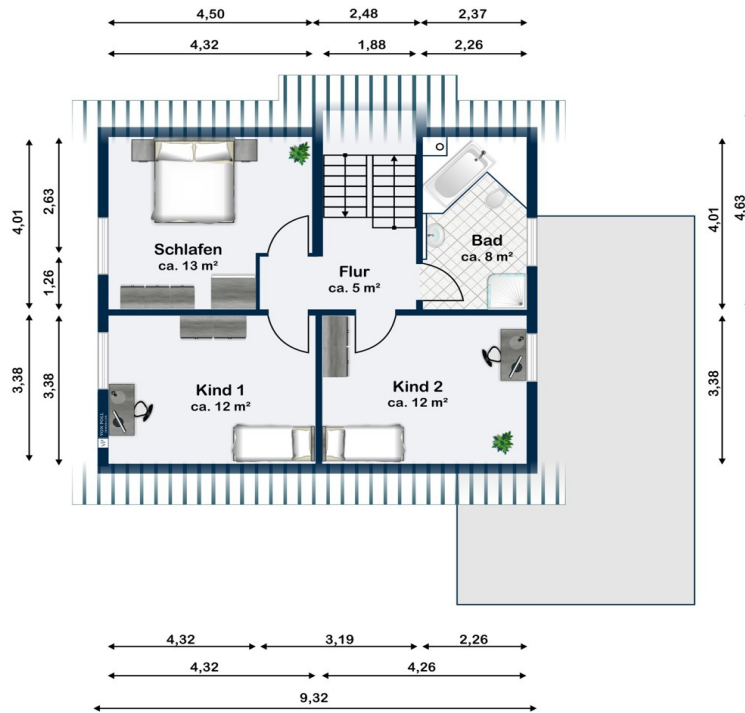 4,50 2,48 2,37
4,32 1,88 2,26
4,01
2,63
1,26
3,38
3,38
Schlafen
ca. 13 m²
Flur
ca. 5 m²
Bad
ca. 8 m²
4,01
4,63
3,38
Kind 1
ca. 12 m²
Kind 2
ca. 12 m²
VON POLL
4,32 3,19 2,26
4,32 4,26
9,32